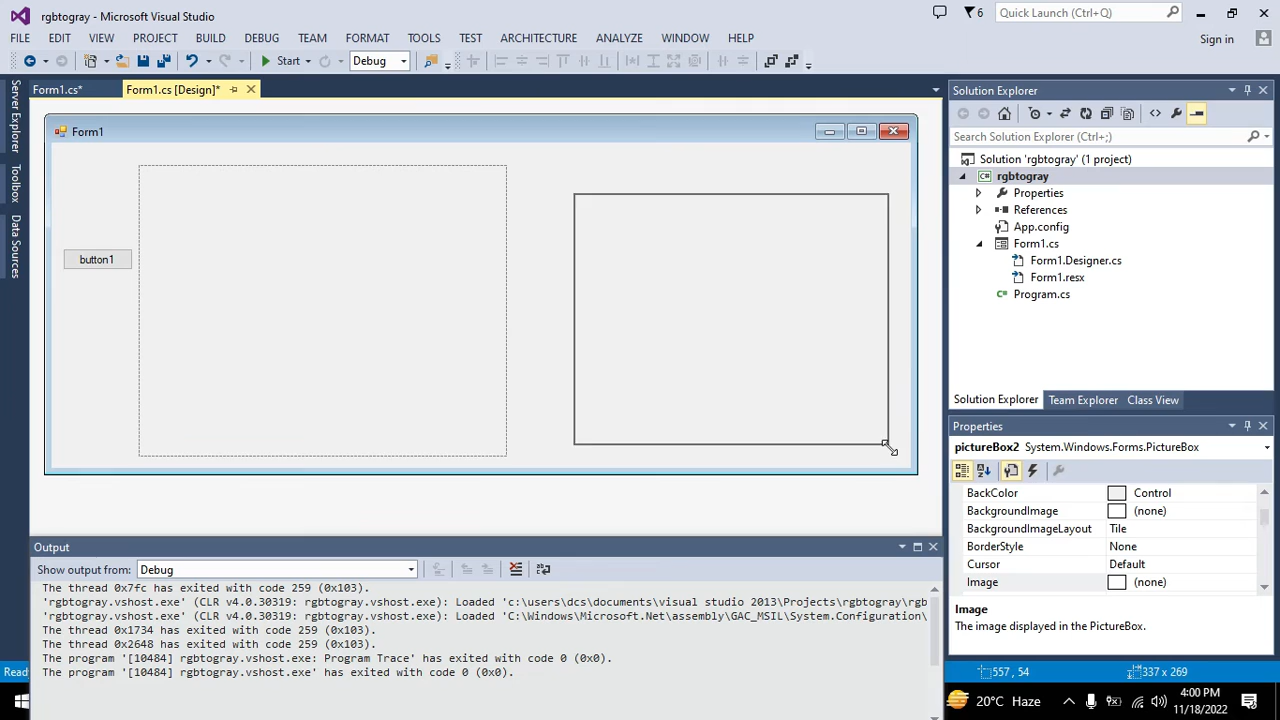 rgbtogray - Microsoft Visual Studio
6
Quick Launch (Ctrl+Q)
FILE EDIT VIEW PROJECT BUILD DEBUG TEAM FORMAT TOOLS TEST ARCHITECTURE ANALYZE WINDOW HELP
Sign in
Start
Debug
Form1.cs*
Form1.cs [Design]*
Server Explorer
Toolbox
Data Sources
Form1
button1
Solution Explorer
Search Solution Explorer (Ctrl+;)
Solution 'rgbtogray' (1 project)
C# rgbtogray
Properties
References
App.config
Form1.cs
Form1.Designer.cs
Form1.resx
C# Program.cs
Solution Explorer Team Explorer Class View
Properties
pictureBox2 System.Windows.Forms.PictureBox
BackColor Control
BackgroundImage (none)
BackgroundImageLayout Tile
BorderStyle None
Cursor Default
Image (none)
Image
The image displayed in the PictureBox.
Output
Show output from: Debug
The thread 0x7fc has exited with code 259 (0x103).
'rgbtogray.vshost.exe' (CLR v4.0.30319: rgbtogray.vshost.exe): Loaded 'c:\users\dcs\documents\visual studio 2013\Projects\rgbtogray\rgb
'rgbtogray.vshost.exe' (CLR v4.0.30319: rgbtogray.vshost.exe): Loaded 'C:\Windows\Microsoft.Net\assembly\GAC_MSIL\System.Configuration\
The thread 0x1734 has exited with code 259 (0x103).
The thread 0x2648 has exited with code 259 (0x103).
The program '[10484] rgbtogray.vshost.exe: Program Trace' has exited with code 0 (0x0).
The program '[10484] rgbtogray.vshost.exe' has exited with code 0 (0x0).
Ready
557 , 54
337 x 269
20°C Haze
4:00 PM
11/18/2022